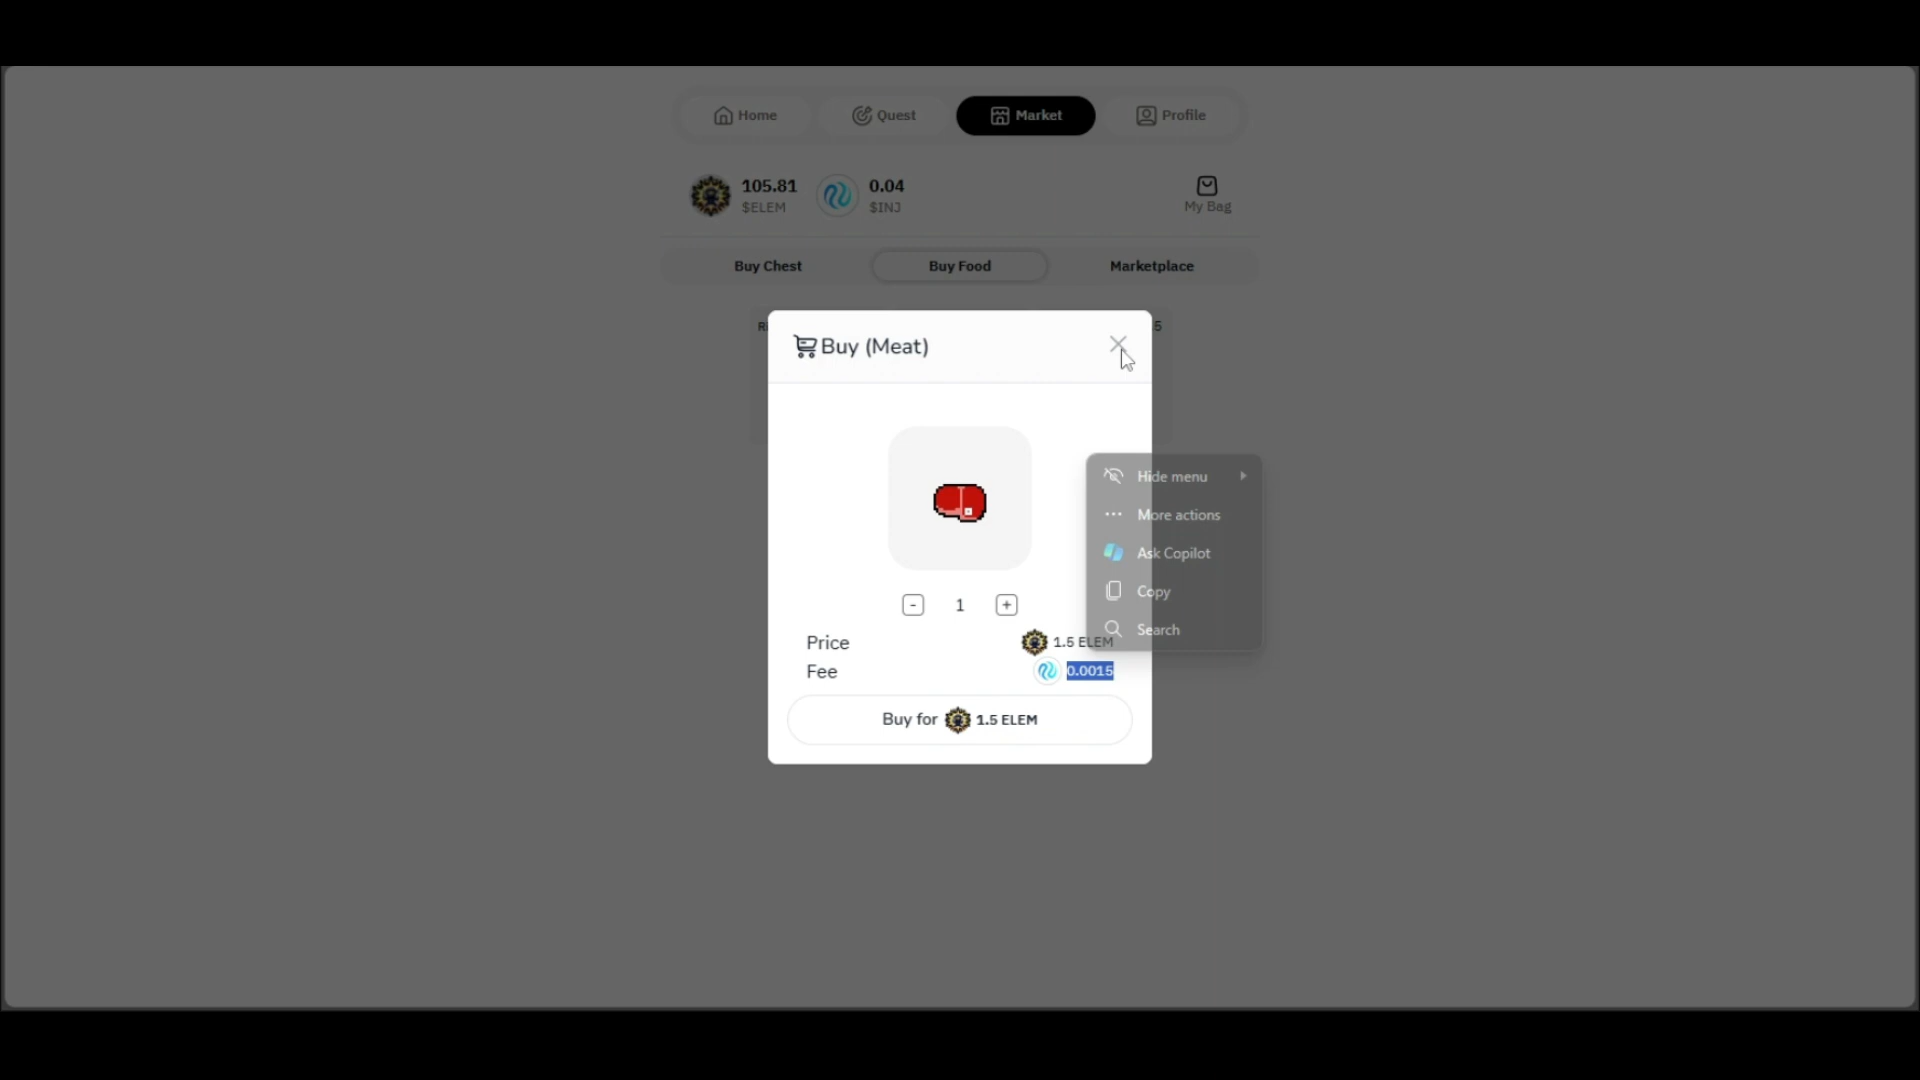 Home Quest Market Profile
105.81 0.04
$ELEM $INJ My Bag
Buy Chest Buy Food Marketplace
Buy (Meat)
Hide menu
More actions
Ask Copilot
Copy
Search
- 1 +
Price 1.5 ELEM
Fee 0.0015
Buy for 1.5 ELEM